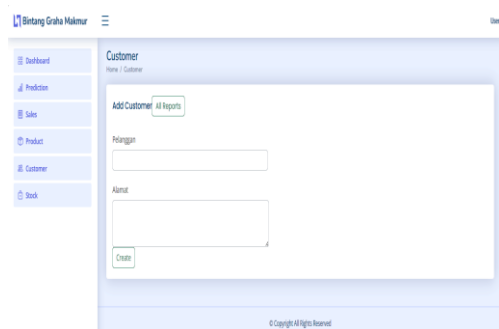 Bintang Graha Makmur
User
Dashboard
Prediction
Sales
Product
Customer
Stock
Customer
Home / Customer
Add Customer All Reports
Pelanggan
Alamat
Create
© Copyright All Rights Reserved